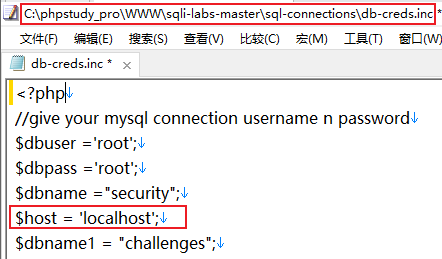 C:\phpstudy_pro\WWW\sqli-labs-master\sql-connections\db-creds.inc *
文件(F) 编辑(E) 搜索(S) 查看(V) 比较(C) 宏(M) 工具(T) 窗口(W)
db-creds.inc *
<?php
//give your mysql connection username n password↓
$dbuser ='root';↓
$dbpass ='root';↓
$dbname ="security";↓
$host = 'localhost';↓
$dbname1 = "challenges";↓